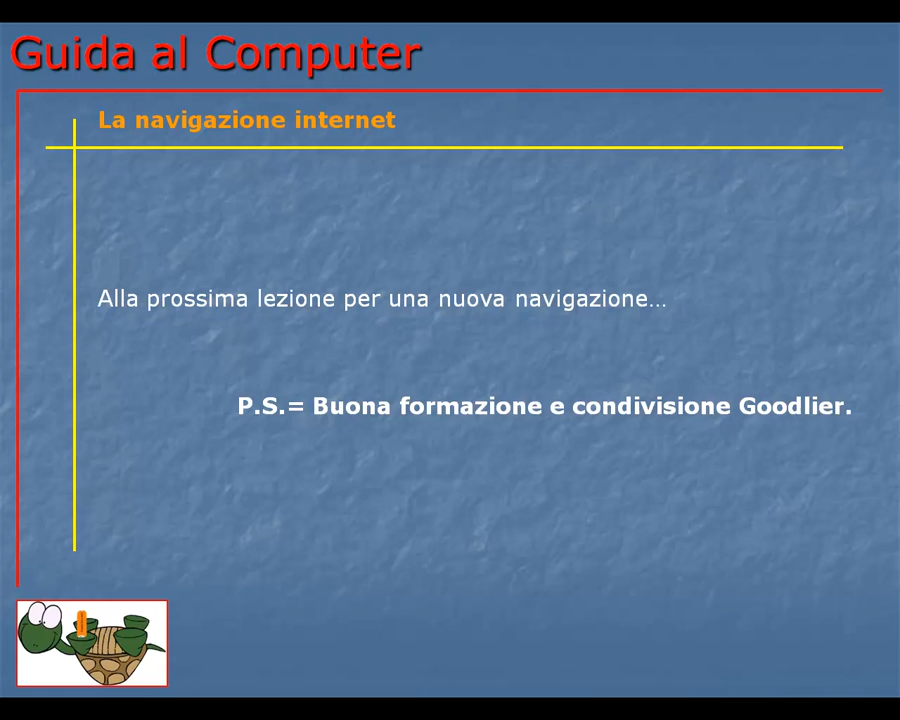 Guida al Computer
La navigazione internet
Alla prossima lezione per una nuova navigazione…
P.S.= Buona formazione e condivisione Goodlier.